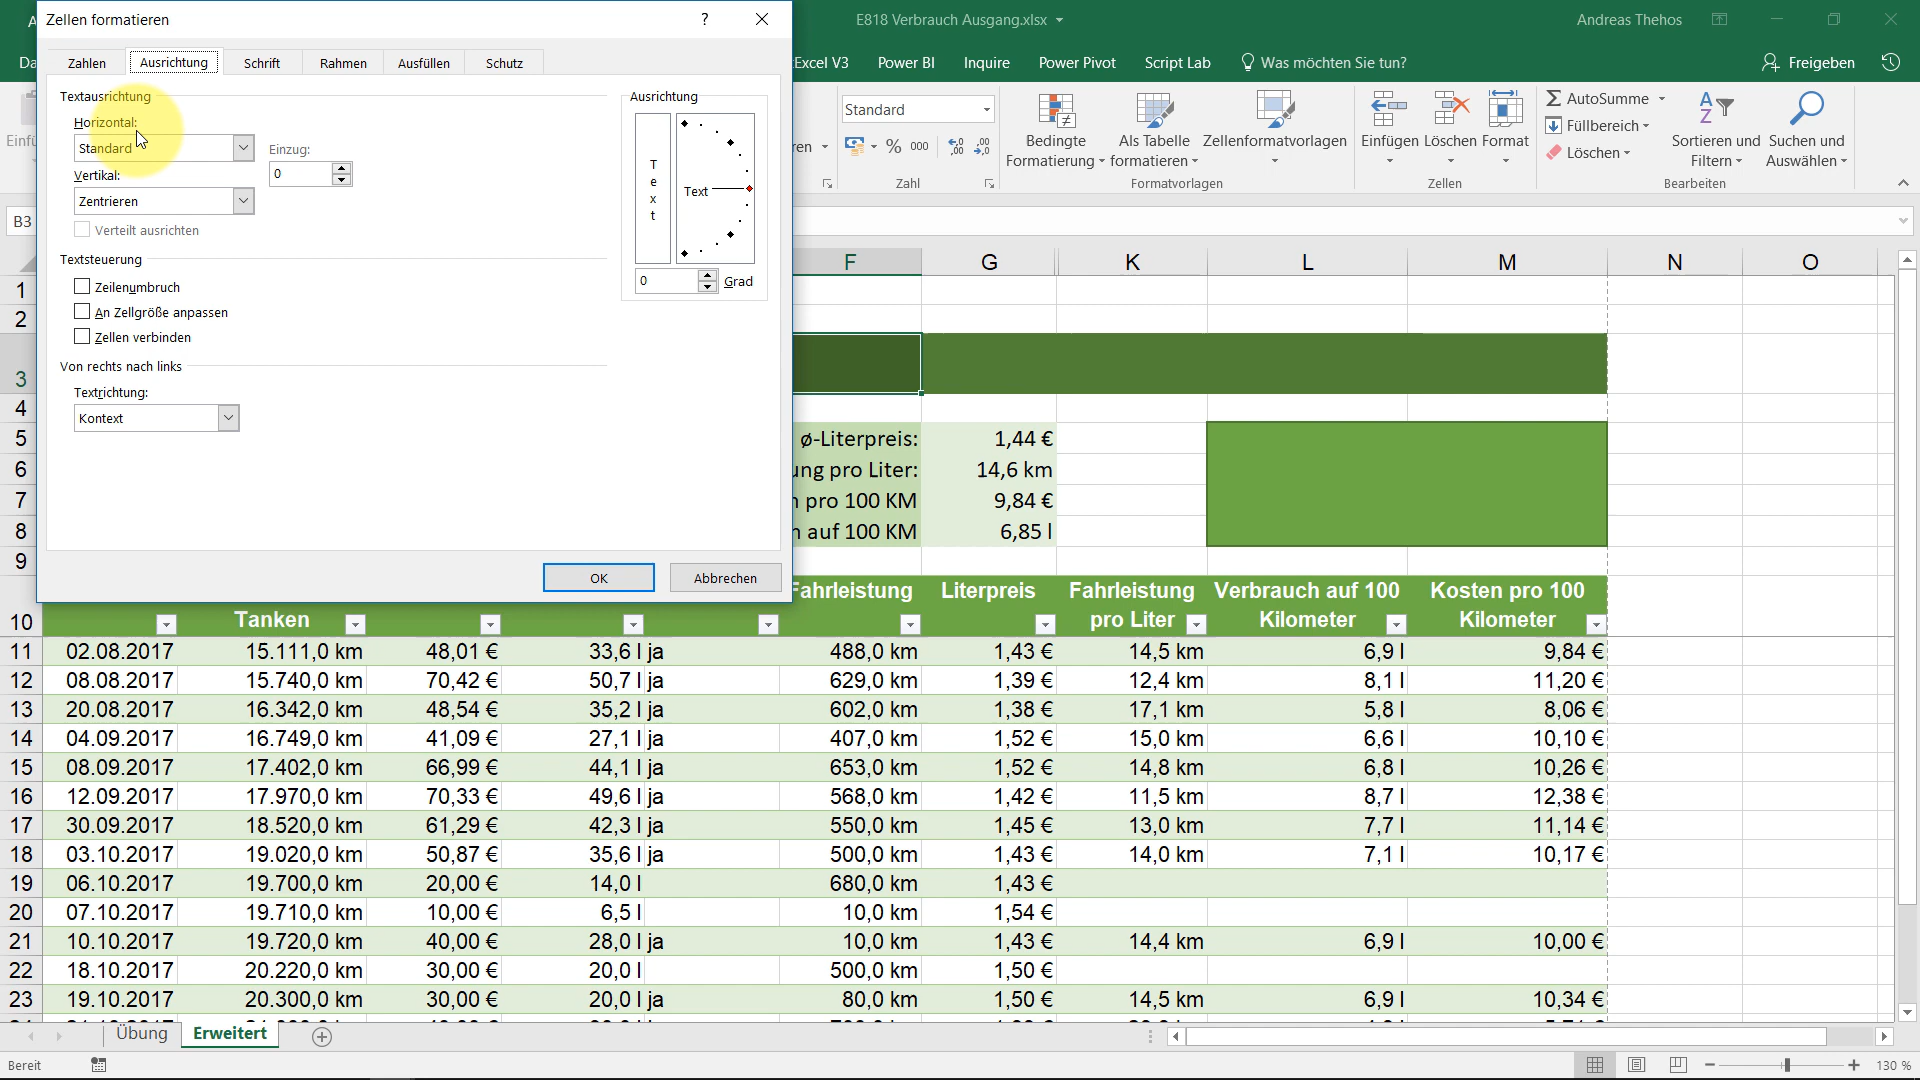 Zellen formatieren
?
E818 Verbrauch Ausgang.xlsx
Andreas Thehos
Zahlen
Ausrichtung
Schrift
Rahmen
Ausfüllen
Schutz
Excel V3
Power BI
Inquire
Power Pivot
Script Lab
Was möchten Sie tun?
Freigeben
Textausrichtung
Horizontal:
Standard
Einzug:
0
Vertikal:
Zentrieren
Verteilt ausrichten
Textsteuerung
Zeilenumbruch
An Zellgröße anpassen
Zellen verbinden
Von rechts nach links
Textrichtung:
Kontext
Ausrichtung
Text
Text
0
Grad
OK
Abbrechen
Standard
% 000
Zahl
Bedingte Formatierung
Als Tabelle formatieren
Zellenformatvorlagen
Formatvorlagen
Einfügen
Löschen
Format
Zellen
AutoSumme
Füllbereich
Löschen
Sortieren und Filtern
Suchen und Auswählen
Bearbeiten
B3
F G K L M N O
1
2
3
4
5 ø-Literpreis: 1,44 €
6 pro Liter: 14,6 km
7 pro 100 KM 9,84 €
8 auf 100 KM 6,85 l
9
10 Tanken Fahrleistung Literpreis Fahrleistung pro Liter Verbrauch auf 100 Kilometer Kosten pro 100 Kilometer
11 02.08.2017 15.111,0 km 48,01 € 33,6 l ja 488,0 km 1,43 € 14,5 km 6,9 l 9,84 €
12 08.08.2017 15.740,0 km 70,42 € 50,7 l ja 629,0 km 1,39 € 12,4 km 8,1 l 11,20 €
13 20.08.2017 16.342,0 km 48,54 € 35,2 l ja 602,0 km 1,38 € 17,1 km 5,8 l 8,06 €
14 04.09.2017 16.749,0 km 41,09 € 27,1 l ja 407,0 km 1,52 € 15,0 km 6,6 l 10,10 €
15 08.09.2017 17.402,0 km 66,99 € 44,1 l ja 653,0 km 1,52 € 14,8 km 6,8 l 10,26 €
16 12.09.2017 17.970,0 km 70,33 € 49,6 l ja 568,0 km 1,42 € 11,5 km 8,7 l 12,38 €
17 30.09.2017 18.520,0 km 61,29 € 42,3 l ja 550,0 km 1,45 € 13,0 km 7,7 l 11,14 €
18 03.10.2017 19.020,0 km 50,87 € 35,6 l ja 500,0 km 1,43 € 14,0 km 7,1 l 10,17 €
19 06.10.2017 19.700,0 km 20,00 € 14,0 l 680,0 km 1,43 €
20 07.10.2017 19.710,0 km 10,00 € 6,5 l 10,0 km 1,54 €
21 10.10.2017 19.720,0 km 40,00 € 28,0 l ja 10,0 km 1,43 € 14,4 km 6,9 l 10,00 €
22 18.10.2017 20.220,0 km 30,00 € 20,0 l 500,0 km 1,50 €
23 19.10.2017 20.300,0 km 30,00 € 20,0 l ja 80,0 km 1,50 € 14,5 km 6,9 l 10,34 €
Übung
Erweitert
Bereit
130 %